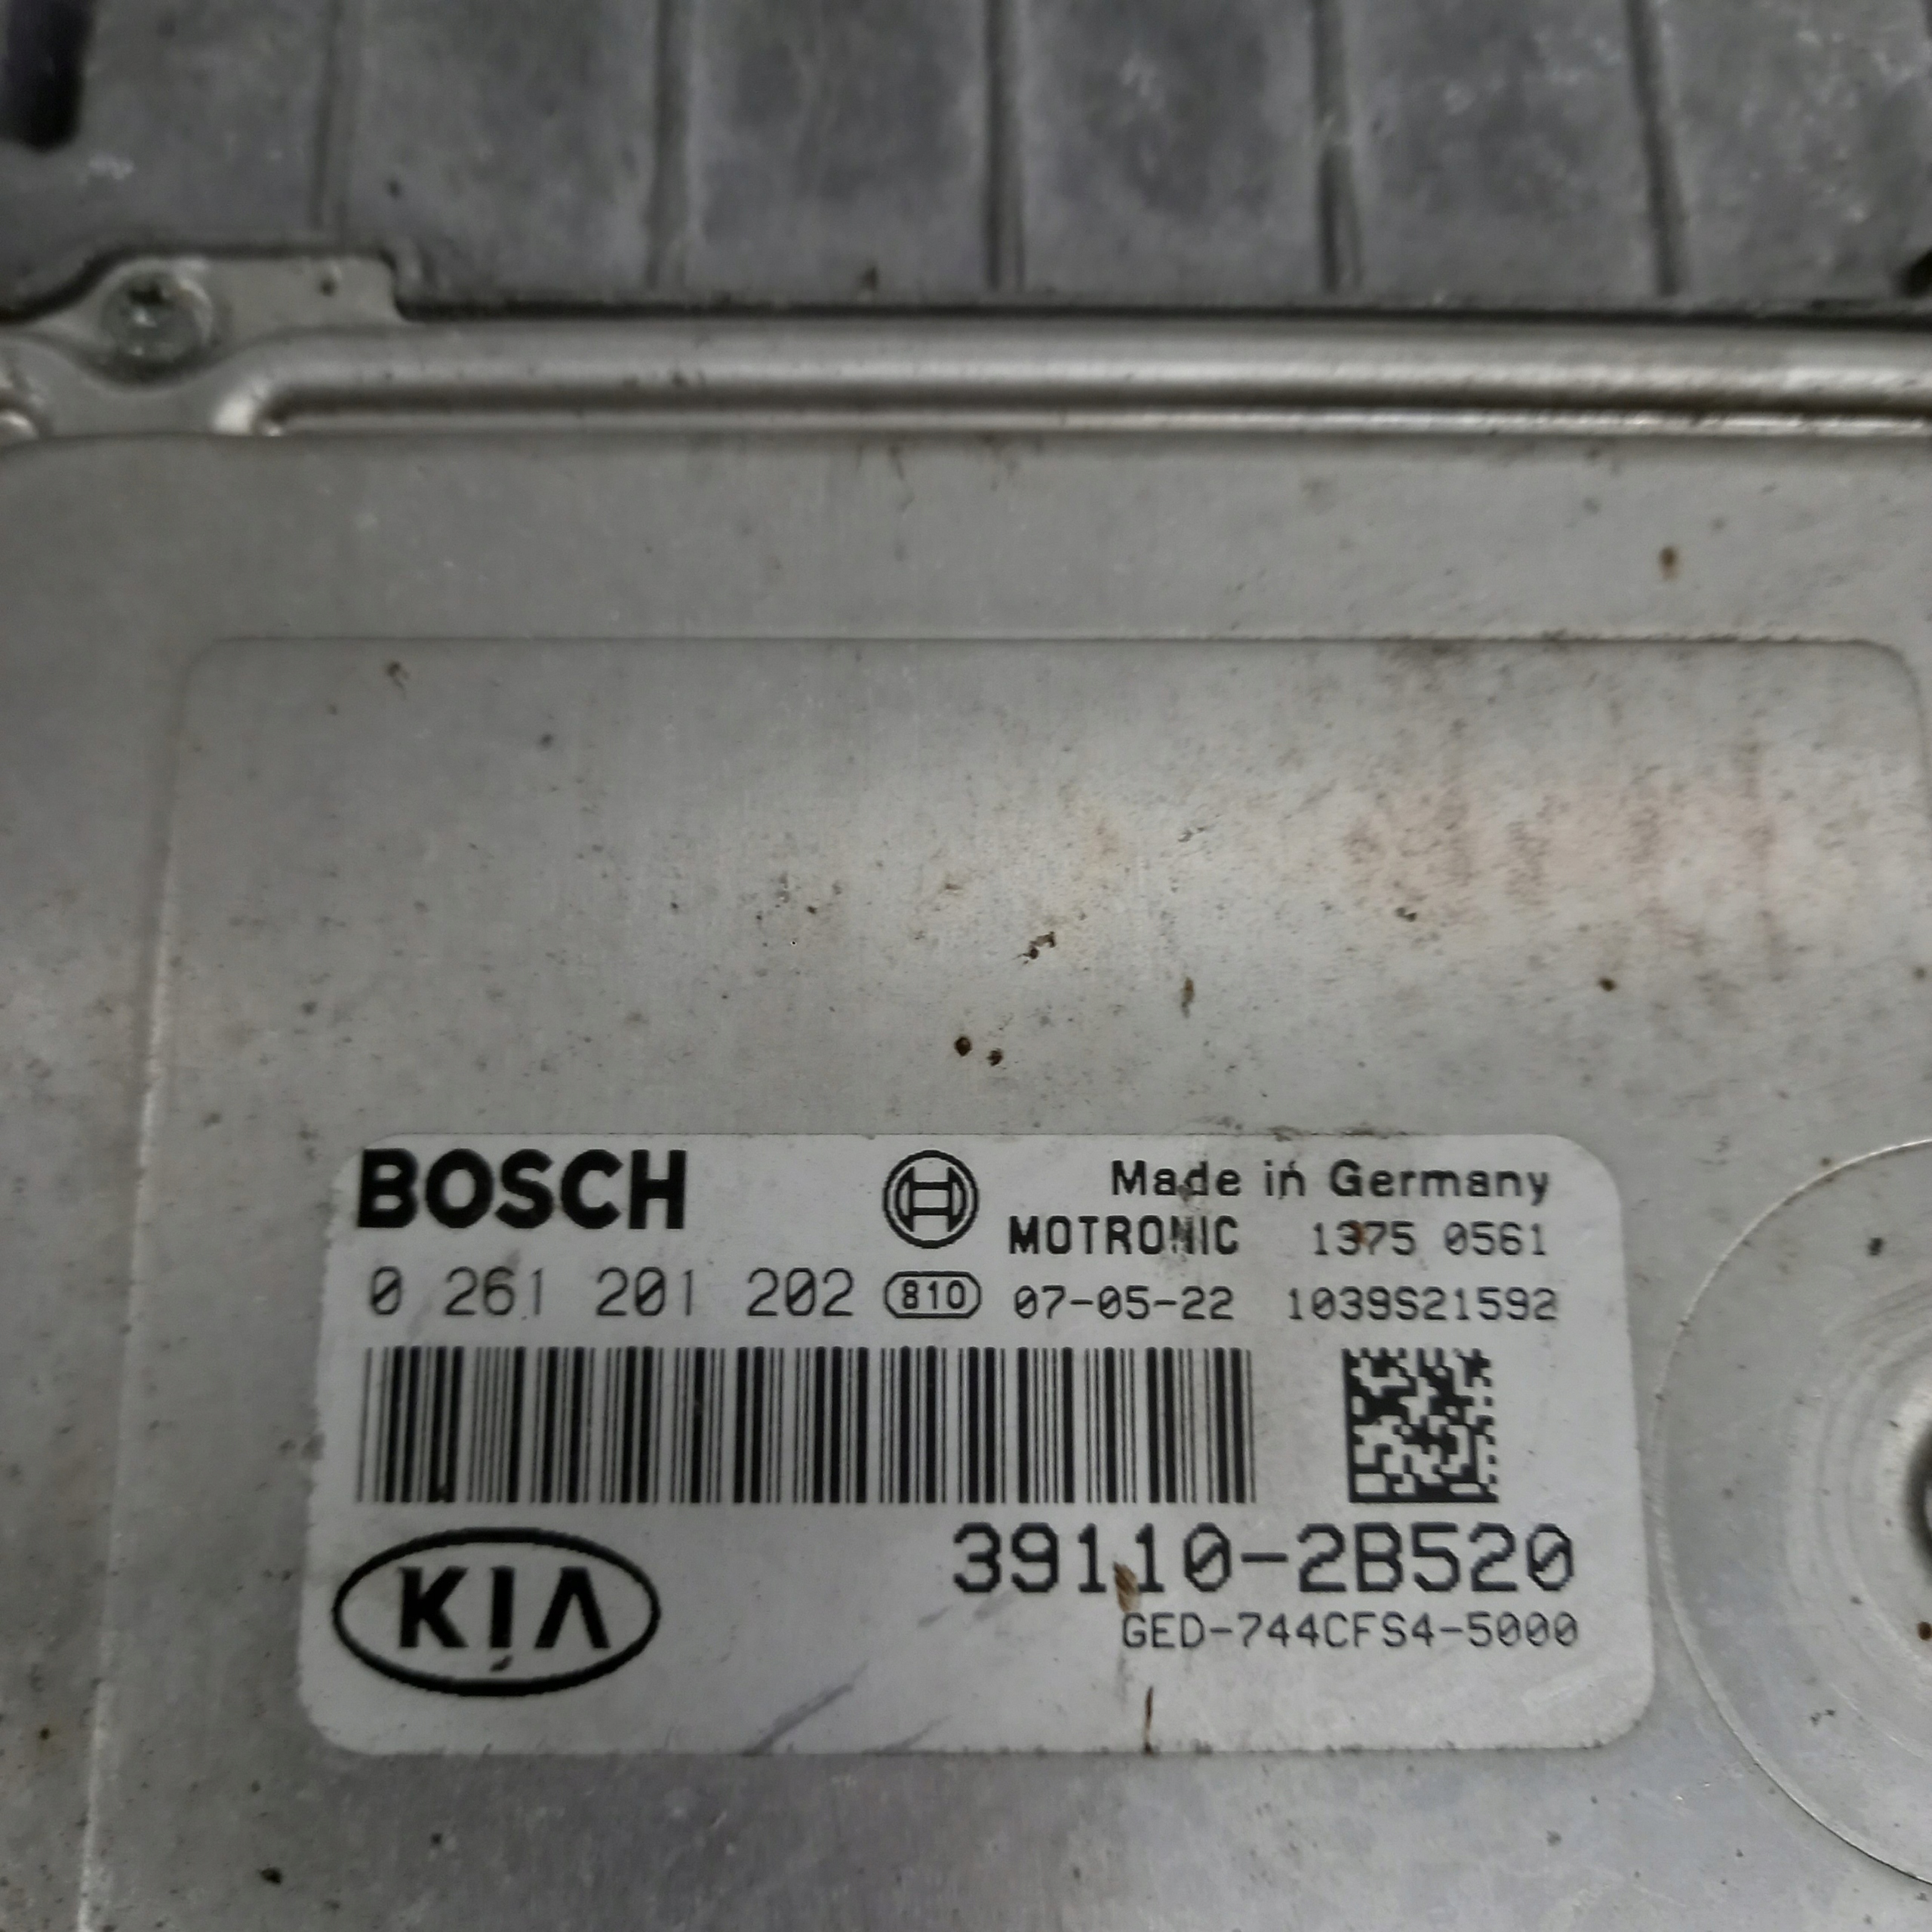 BOSCH
Made in Germany
MOTRONIC 1375 0561
0 261 201 202 810 07-05-22 1039S21592
39110-2B520
KIA
GED-744CFS4-5000